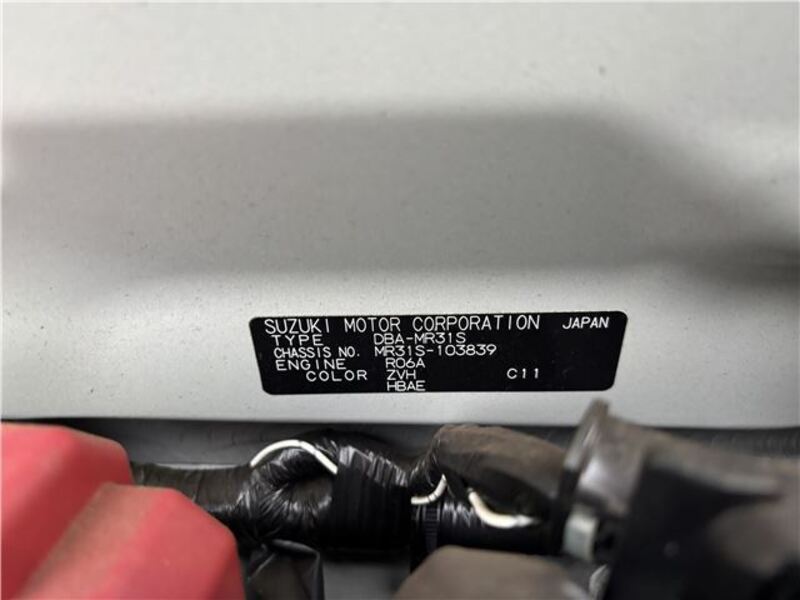 SUZUKI MOTOR CORPORATION JAPAN
TYPE DBA-MR31S
CHASSIS NO. MR31S-103839
ENGINE R06A
COLOR ZVH C11
HBAE